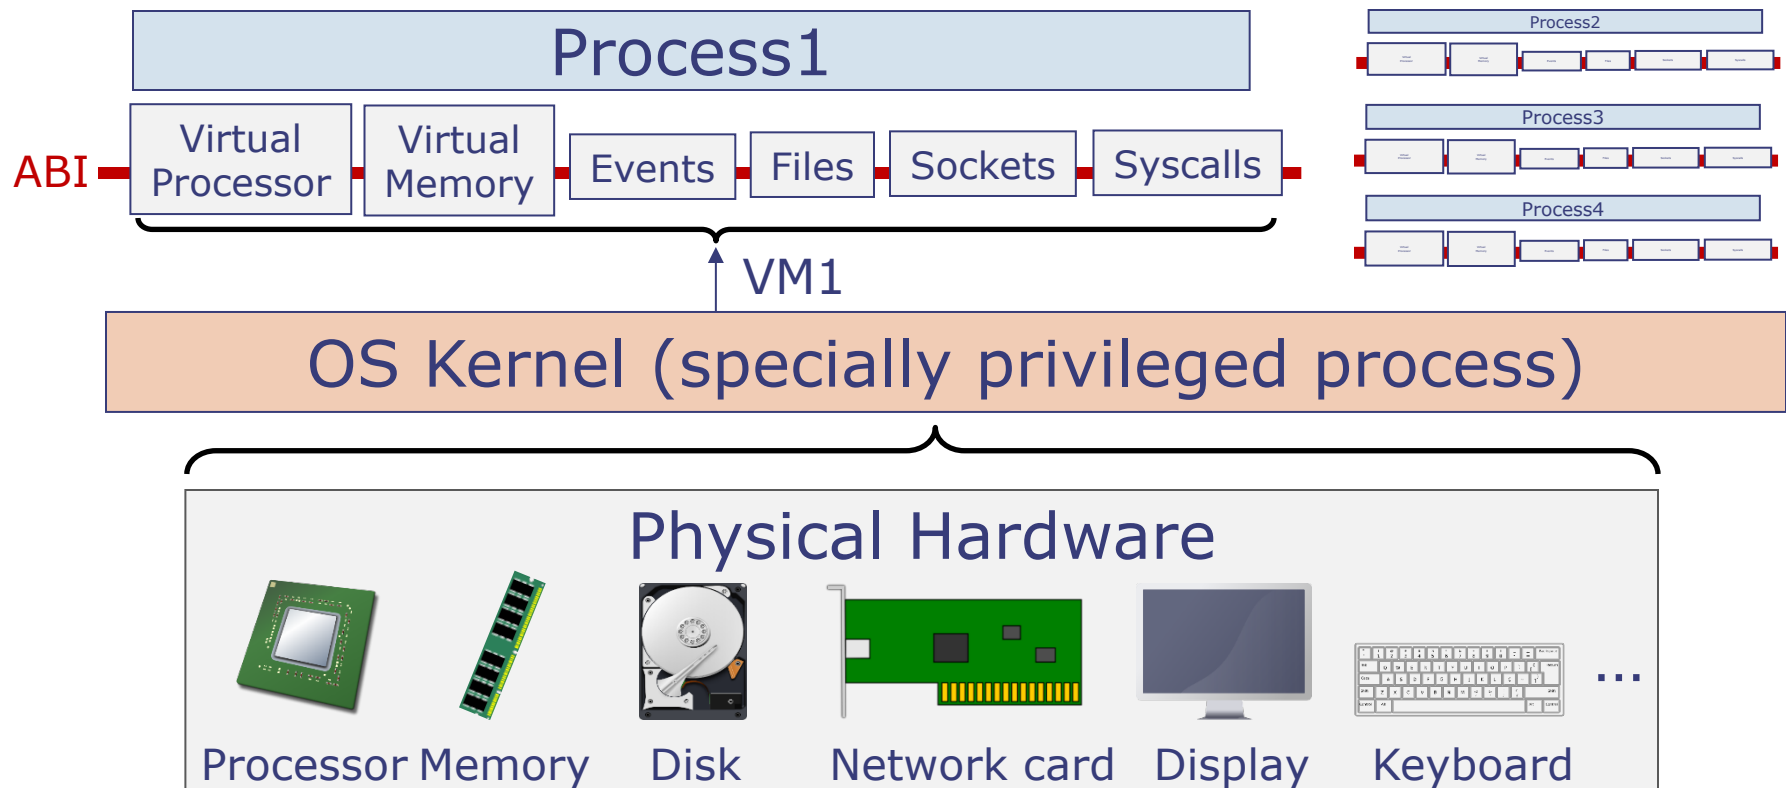 Process1
ABI
Virtual
Processor
Virtual
Memory
Events
Files
Sockets
Syscalls
VM1
Process2
Process3
Process4
OS Kernel (specially privileged process)
Physical Hardware
Processor
Memory
Disk
Network card
Display
Keyboard
...